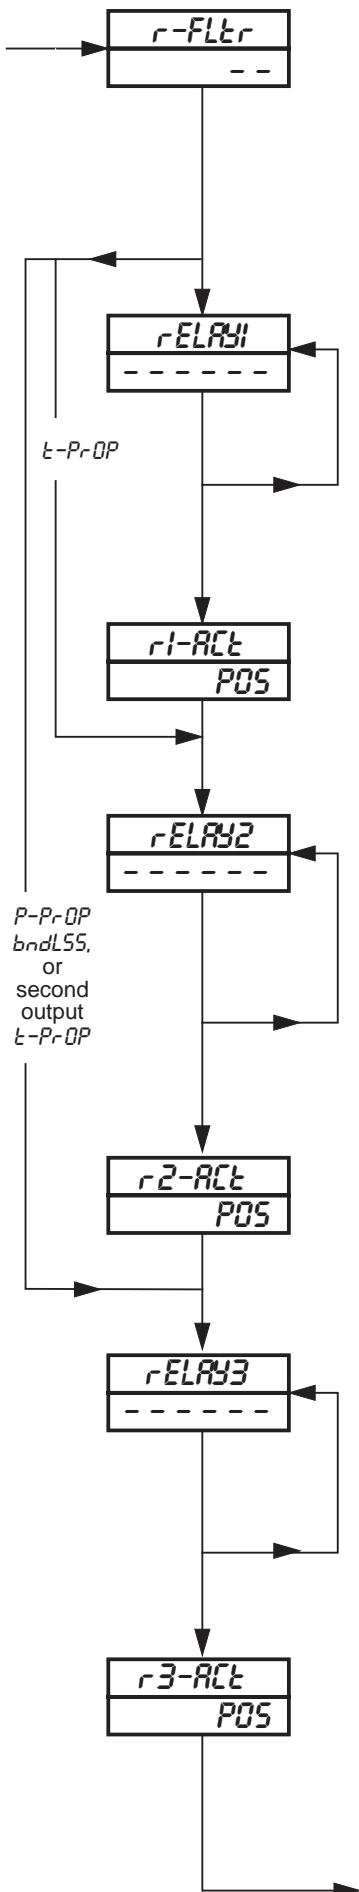 r-FLtr
- -
rELAY1
- - - - - -
t-PrOP
r1-ACt
POS
rELAY2
- - - - - -
P-PrOP
bndLSS,
or
second
output
t-PrOP
r2-ACt
POS
rELAY3
- - - - - -
r3-ACt
POS